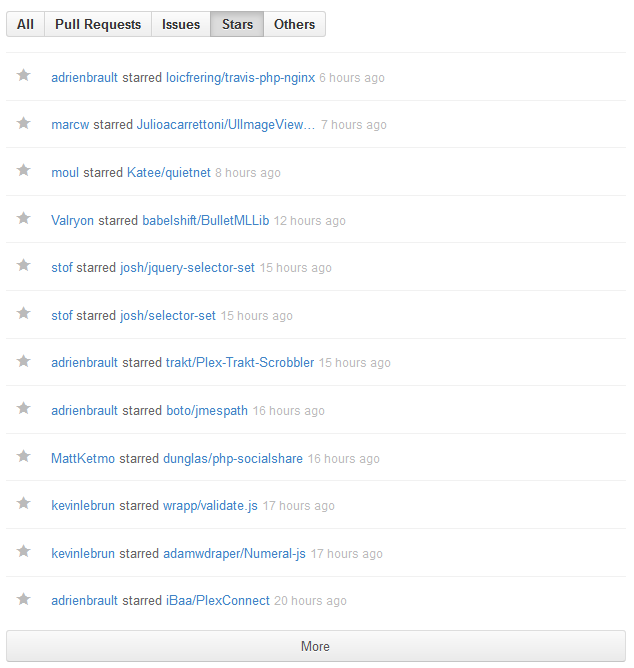 All Pull Requests Issues Stars Others
adrienbrault starred loicfrering/travis-php-nginx 6 hours ago
marcw starred Julioacarrettoni/UIImageView... 7 hours ago
moul starred Katee/quietnet 8 hours ago
Valryon starred babelshift/BulletMLLib 12 hours ago
stof starred josh/jquery-selector-set 15 hours ago
stof starred josh/selector-set 15 hours ago
adrienbrault starred trakt/Plex-Trakt-Scrobbler 15 hours ago
adrienbrault starred boto/jmespath 16 hours ago
MattKetmo starred dunglas/php-socialshare 16 hours ago
kevinlebrun starred wrapp/validate.js 17 hours ago
kevinlebrun starred adamwdraper/Numeral-js 17 hours ago
adrienbrault starred iBaa/PlexConnect 20 hours ago
More